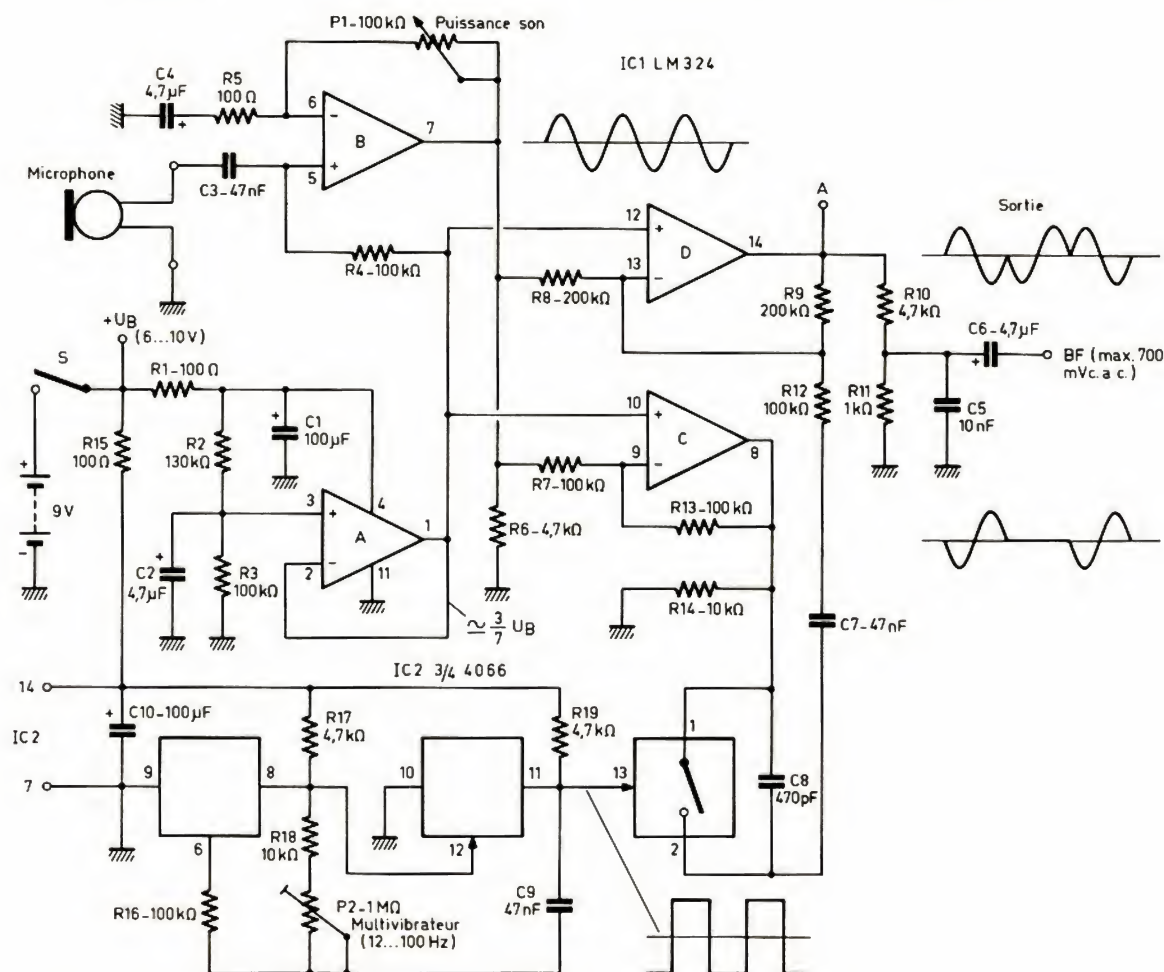 P1-100kΩ
Puissance son
IC1 LM 324
C4
4,7µF
R5
100Ω
6
-
B
7
+
5
Microphone
C3-47nF
R4-100kΩ
12
+
D
14
13
-
R8-200kΩ
A
Sortie
R9
200kΩ
R10
4,7kΩ
C6-4,7µF
+
BF (max. 700
mVc.a.c.)
R12
100kΩ
R11
1kΩ
C5
10nF
+UB
(6...10V)
S
R1-100Ω
+
C1
100µF
R15
100Ω
R2
130kΩ
10
+
C
8
9
-
R7-100kΩ
R13-100kΩ
R6-4,7kΩ
R14-10kΩ
+
9V
-
3
+
4
A
1
2
-
11
+
C2
4,7µF
R3
100kΩ
≃ 3/7 UB
C7-47nF
IC2 3/4 4066
14
+
C10-100µF
IC2
7
R17
4,7kΩ
R19
4,7kΩ
9
8
6
10
11
12
13
1
2
C8
470pF
R18
10kΩ
R16-100kΩ
P2-1MΩ
Multivibrateur
(12...100Hz)
C9
47nF